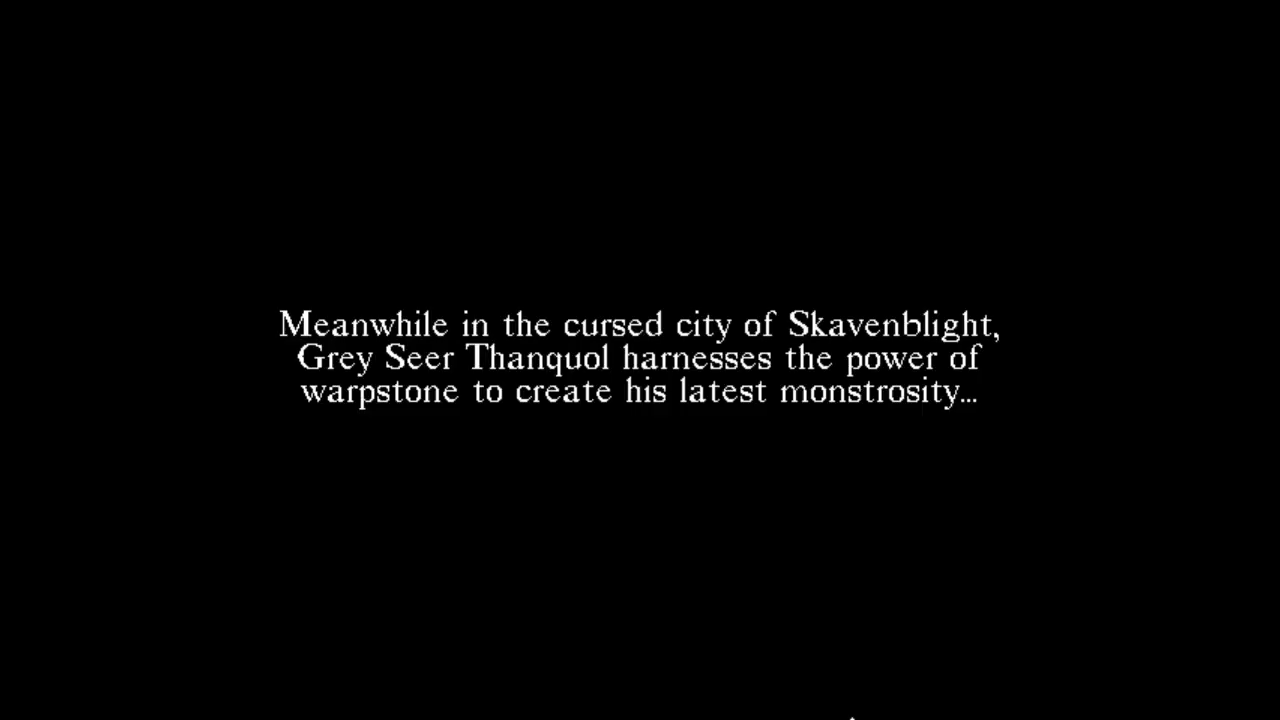 Meanwhile in the cursed city of Skavenblight,
Grey Seer Thanquol harnesses the power of
warpstone to create his latest monstrosity...